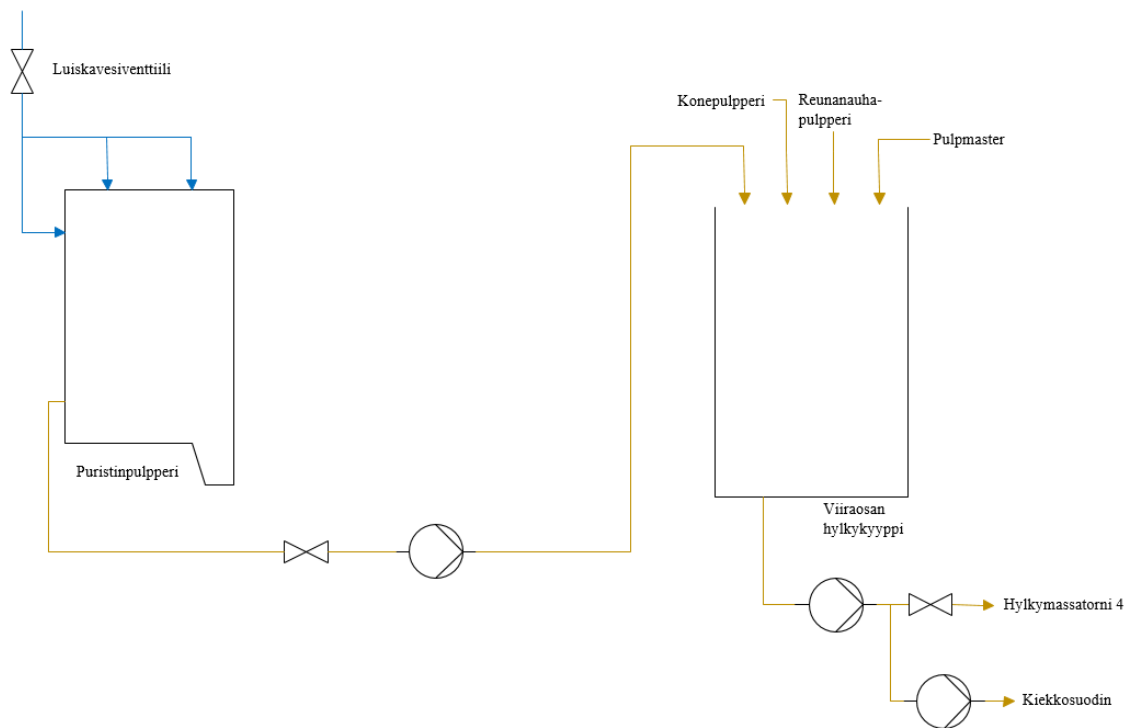 Luiskavesiventtiili
Konepulpperi
Reunanauha-
pulpperi
Pulpmaster
Puristinpulpperi
Viiraosan
hylkykyyppi
Hylkymassatorni 4
Kiekkosuodin